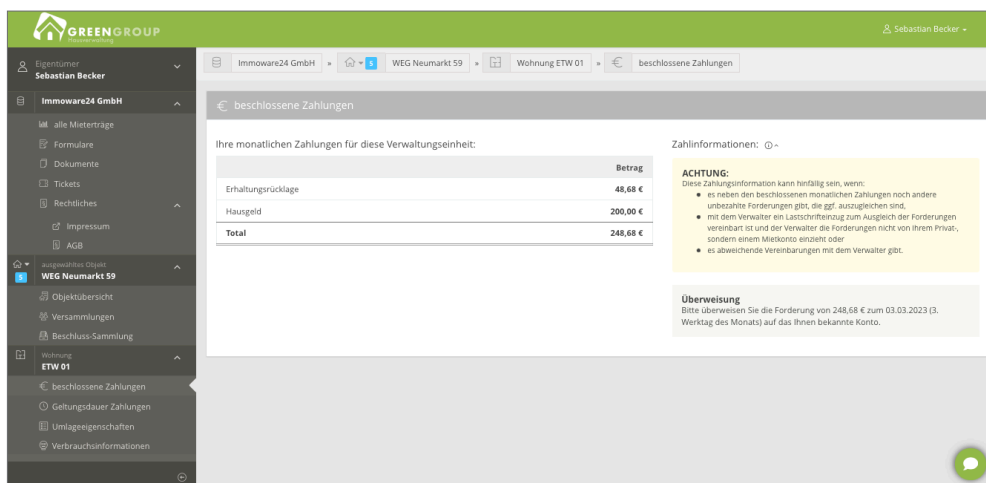 GREENGROUP
Hausverwaltung
Sebastian Becker
Eigentümer
Sebastian Becker
Immoware24 GmbH » 5 WEG Neumarkt 59 » Wohnung ETW 01 » beschlossene Zahlungen
Immoware24 GmbH
alle Mieterträge
Formulare
Dokumente
Tickets
Rechtliches
Impressum
AGB
ausgewähltes Objekt
5 WEG Neumarkt 59
Objektübersicht
Versammlungen
Beschluss-Sammlung
Wohnung
ETW 01
beschlossene Zahlungen
Geltungsdauer Zahlungen
Umlageeigenschaften
Verbrauchsinformationen
beschlossene Zahlungen
Ihre monatlichen Zahlungen für diese Verwaltungseinheit:
Betrag
Erhaltungsrücklage 48,68 €
Hausgeld 200,00 €
Total 248,68 €
Zahlinformationen:
ACHTUNG:
Diese Zahlungsinformation kann hinfällig sein, wenn:
• es neben den beschlossenen monatlichen Zahlungen noch andere
unbezahlte Forderungen gibt, die ggf. auszugleichen sind,
• mit dem Verwalter ein Lastschrifteinzug zum Ausgleich der Forderungen
vereinbart ist und der Verwalter die Forderungen nicht von Ihrem Privat-,
sondern einem Mietkonto einzieht oder
• es abweichende Vereinbarungen mit dem Verwalter gibt.
Überweisung
Bitte überweisen Sie die Forderung von 248,68 € zum 03.03.2023 (3.
Werktag des Monats) auf das Ihnen bekannte Konto.